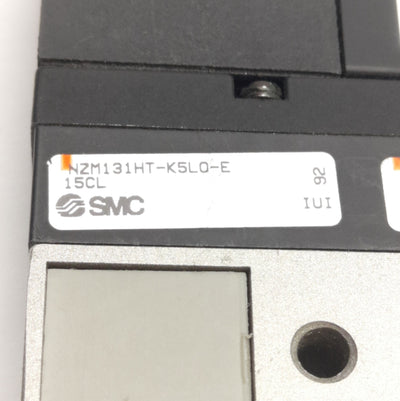 NZM131HT-K5LO-E
15CL
SMC
92
IUI